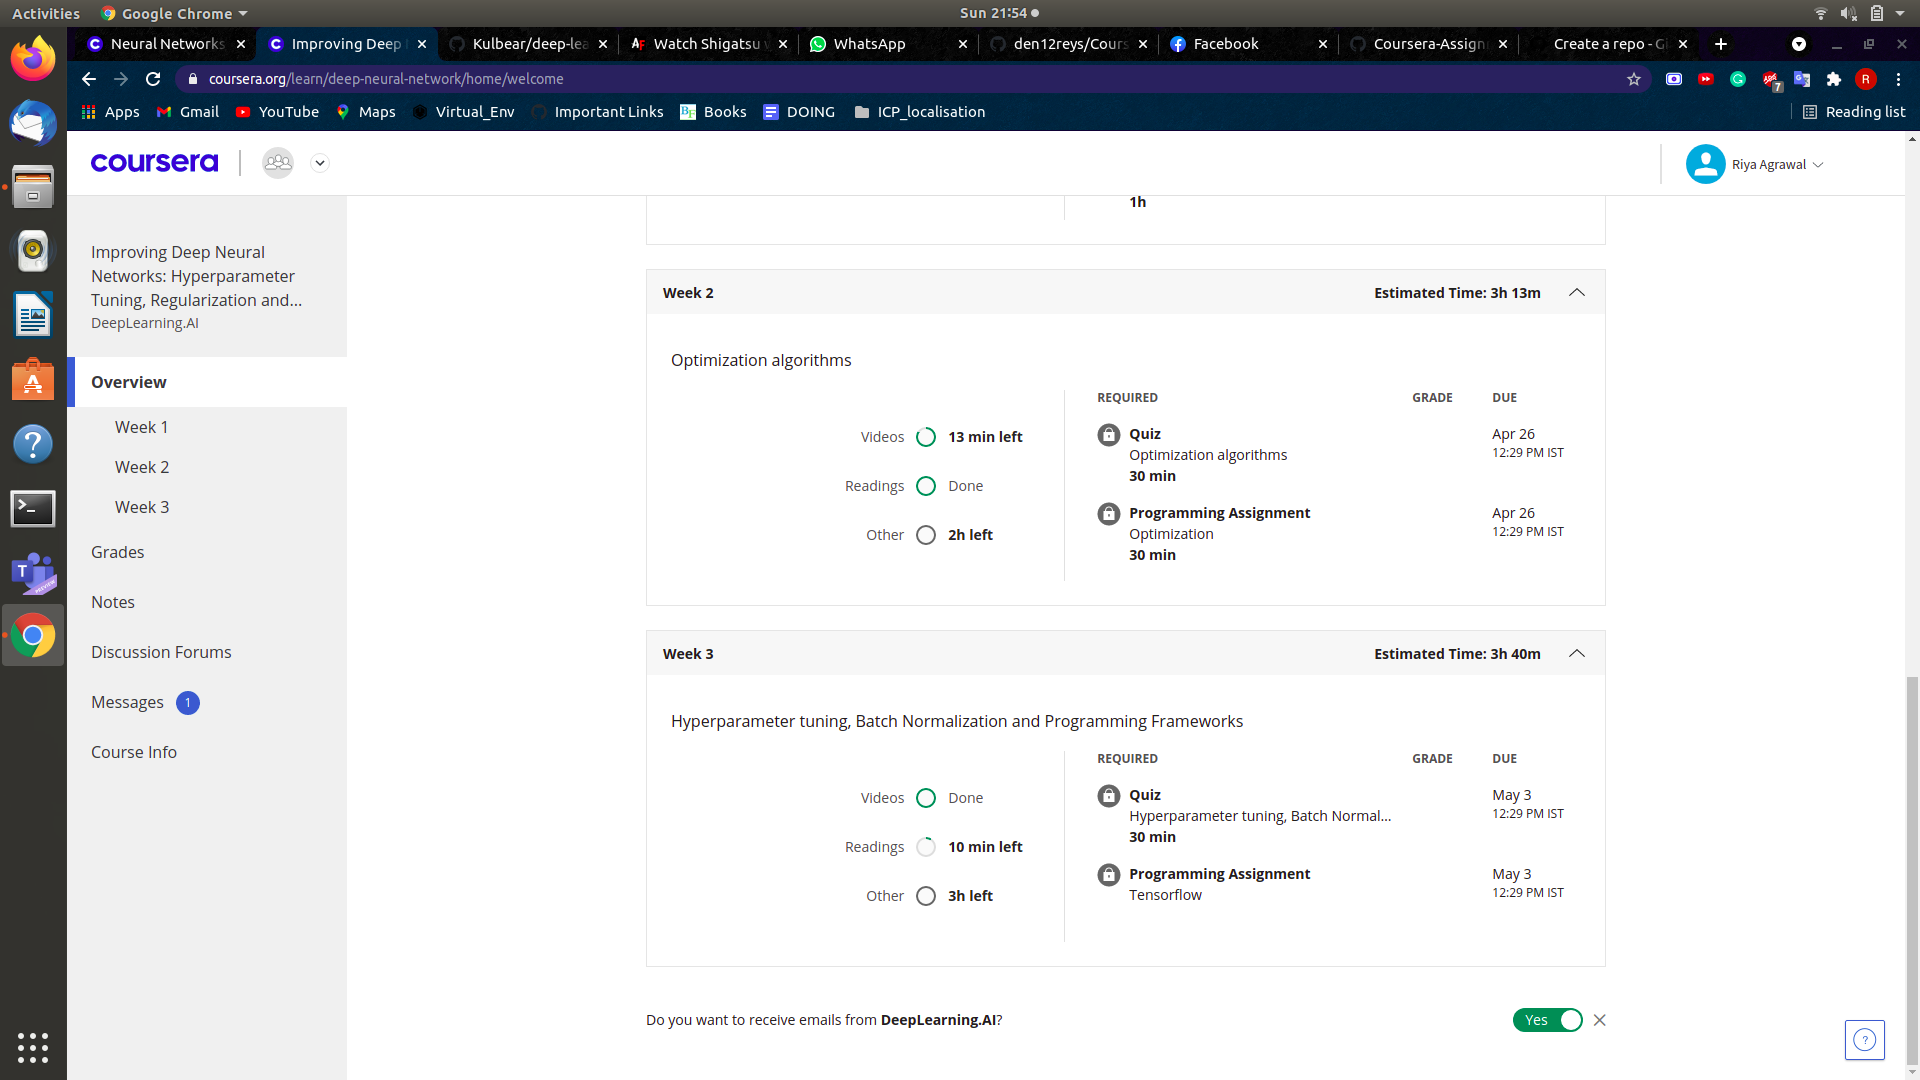 Activities
Google Chrome
Sun 21:54
Neural Networks
Improving Deep
Kulbear/deep-lea
Watch Shigatsu
WhatsApp
den12reys/Cours
Facebook
Coursera-Assign
Create a repo - Gi
coursera.org/learn/deep-neural-network/home/welcome
7
R
Apps
Gmail
YouTube
Maps
Virtual_Env
Important Links
Books
DOING
ICP_localisation
Reading list
coursera
Riya Agrawal
Improving Deep Neural
Networks: Hyperparameter
Tuning, Regularization and...
DeepLearning.AI
Overview
Week 1
Week 2
Week 3
Grades
Notes
Discussion Forums
Messages 1
Course Info
1h
Week 2 Estimated Time: 3h 13m
Optimization algorithms
Videos 13 min left
Readings Done
Other 2h left
REQUIRED GRADE DUE
Quiz Apr 26
Optimization algorithms 12:29 PM IST
30 min
Programming Assignment Apr 26
Optimization 12:29 PM IST
30 min
Week 3 Estimated Time: 3h 40m
Hyperparameter tuning, Batch Normalization and Programming Frameworks
Videos Done
Readings 10 min left
Other 3h left
REQUIRED GRADE DUE
Quiz May 3
Hyperparameter tuning, Batch Normal... 12:29 PM IST
30 min
Programming Assignment May 3
Tensorflow 12:29 PM IST
Do you want to receive emails from DeepLearning.AI?
Yes
?